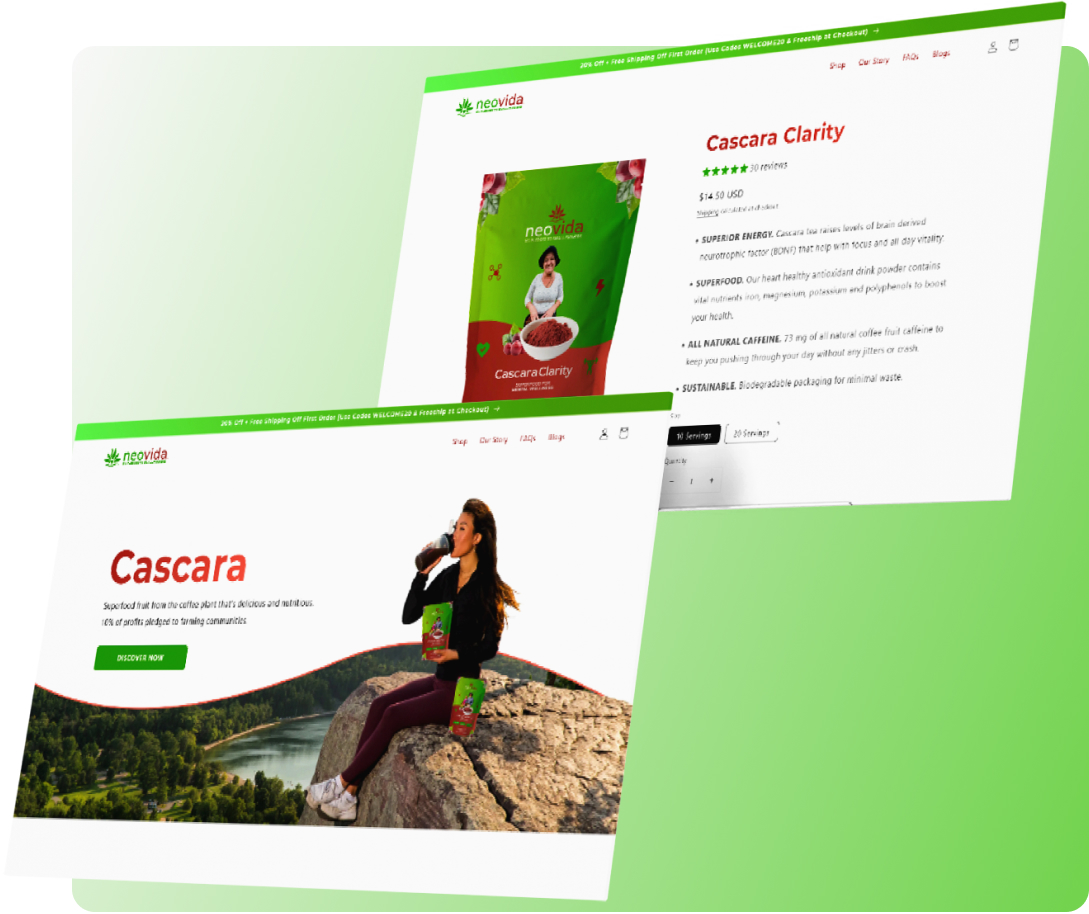 20% Off + Free Shipping Off First Order (Use Codes WELCOME20 & Freeship at Checkout) →
neovida
Shop Our Story FAQs Blogs
Cascara Clarity
30 reviews
$14.50 USD
Shipping calculated at checkout.
• SUPERIOR ENERGY. Cascara tea raises levels of brain derived
neurotrophic factor (BDNF) that help with focus and all day vitality.
• SUPERFOOD. Our heart healthy antioxidant drink powder contains
vital nutrients iron, magnesium, potassium and polyphenols to boost
your health.
• ALL NATURAL CAFFEINE. 73 mg of all natural coffee fruit caffeine to
keep you pushing through your day without any jitters or crash.
• SUSTAINABLE. Biodegradable packaging for minimal waste.
Size
10 Servings 20 Servings
Quantity
− 1 +
neovida
Cascara Clarity
20% Off + Free Shipping Off First Order (Use Codes WELCOME20 & Freeship at Checkout) →
neovida
Shop Our Story FAQs Blogs
Cascara
Superfood fruit from the coffee plant that's delicious and nutritious.
10% of profits pledged to farming communities.
DISCOVER NOW